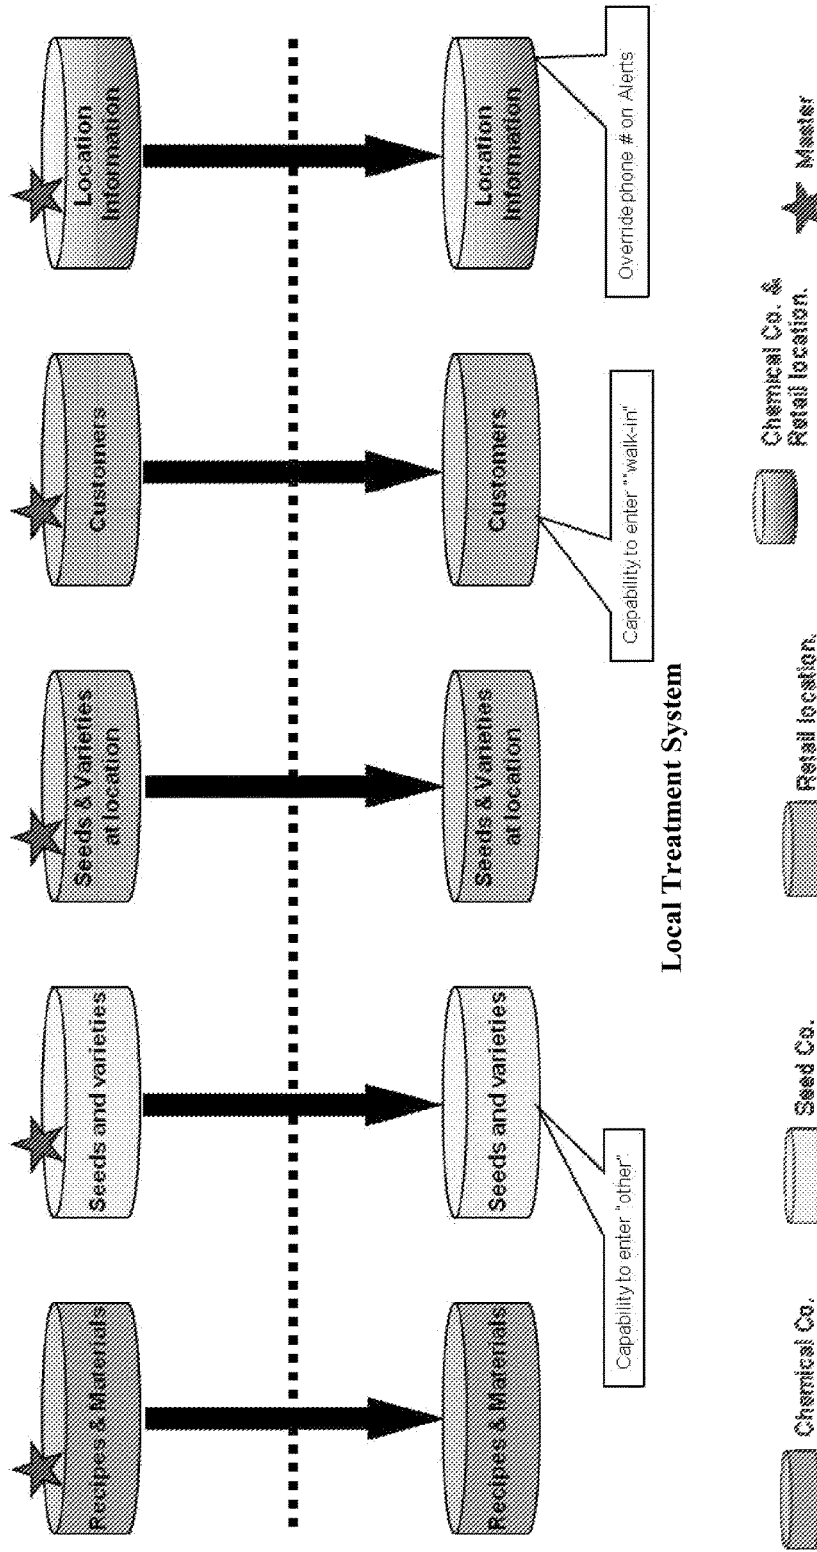 Recipes & Materials
Seeds and varieties
Seeds & Varieties
at location
Customers
Location
Information
Recipes & Materials
Seeds and varieties
Seeds & Varieties
at location
Customers
Location
Information
Capability to enter "other"
Capability to enter ""walk-in"
Override phone # on Alerts
Local Treatment System
Chemical Co.
Seed Co.
Retail location.
Chemical Co. &
Retail location.
Master